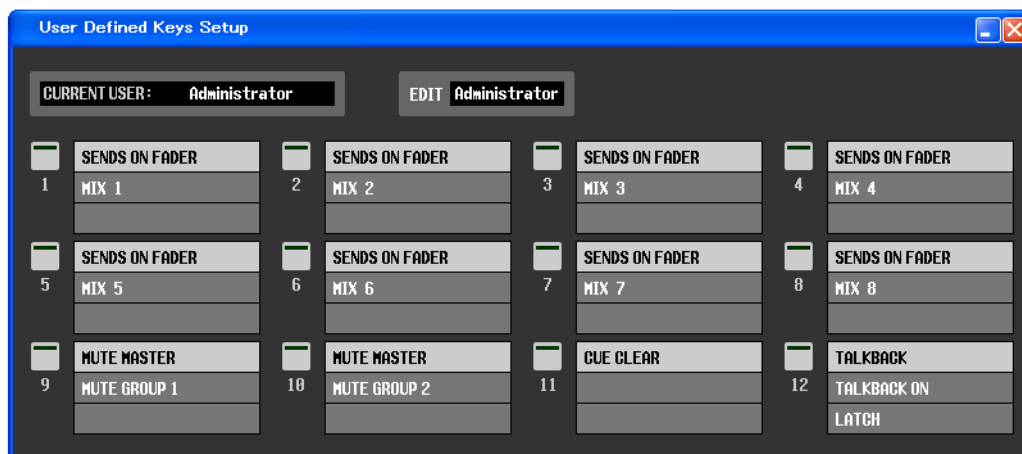 User Defined Keys Setup
CURRENT USER: Administrator
EDIT Administrator
SENDS ON FADER SENDS ON FADER SENDS ON FADER SENDS ON FADER
1 MIX 1 2 MIX 2 3 MIX 3 4 MIX 4
SENDS ON FADER SENDS ON FADER SENDS ON FADER SENDS ON FADER
5 MIX 5 6 MIX 6 7 MIX 7 8 MIX 8
MUTE MASTER MUTE MASTER CUE CLEAR TALKBACK
9 MUTE GROUP 1 10 MUTE GROUP 2 11 12 TALKBACK ON
LATCH